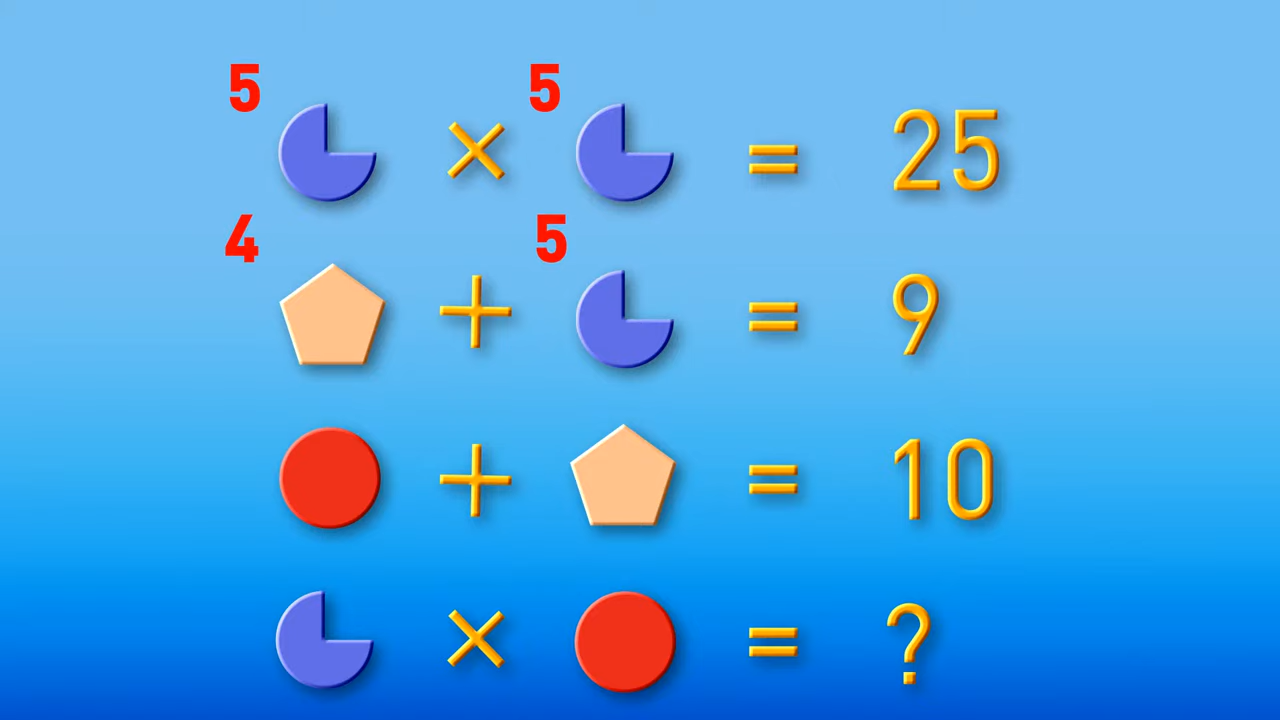 5 5
× = 25
4 5
+ = 9
+ = 10
× = ?